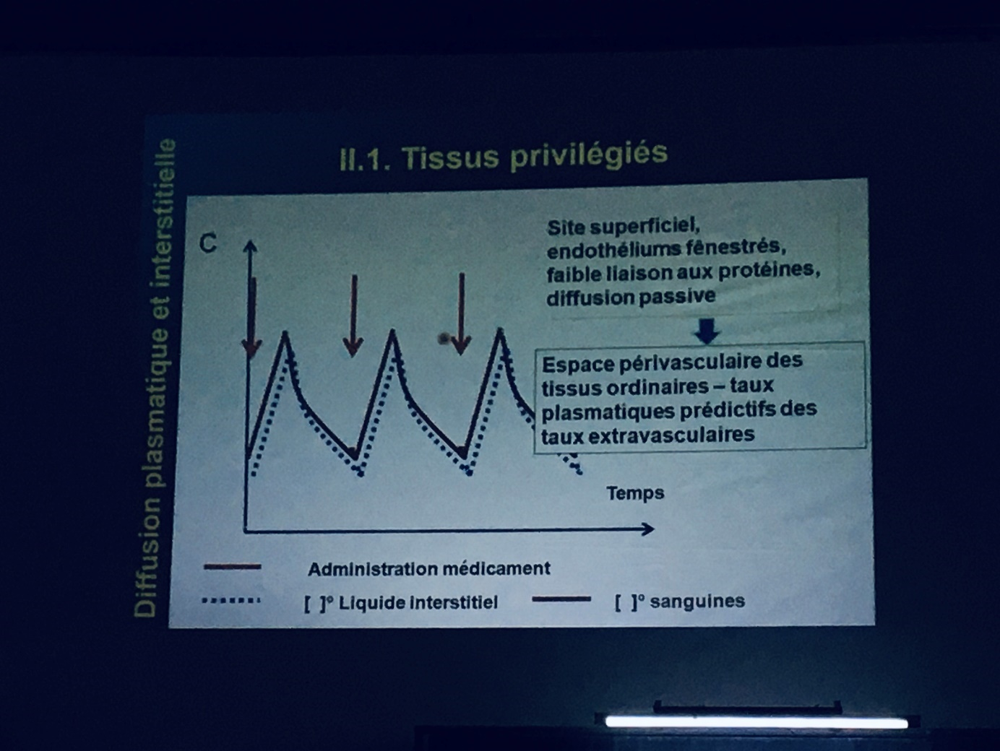 II.1. Tissus privilégiés
Diffusion plasmatique et interstitielle
C
Site superficiel,
endothéliums fênestrés,
faible liaison aux protéines,
diffusion passive
Espace périvasculaire des
tissus ordinaires – taux
plasmatiques prédictifs des
taux extravasculaires
Temps
Administration médicament
[ ]° Liquide interstitiel
[ ]° sanguines